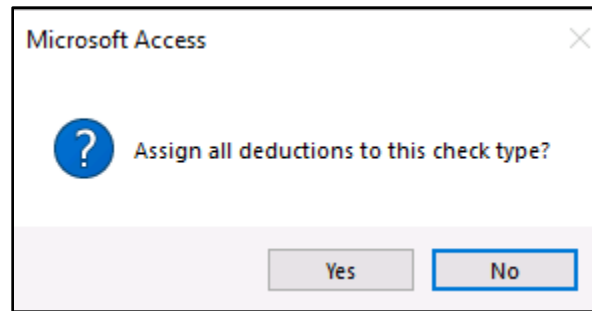 Microsoft Access
? Assign all deductions to this check type?
Yes No